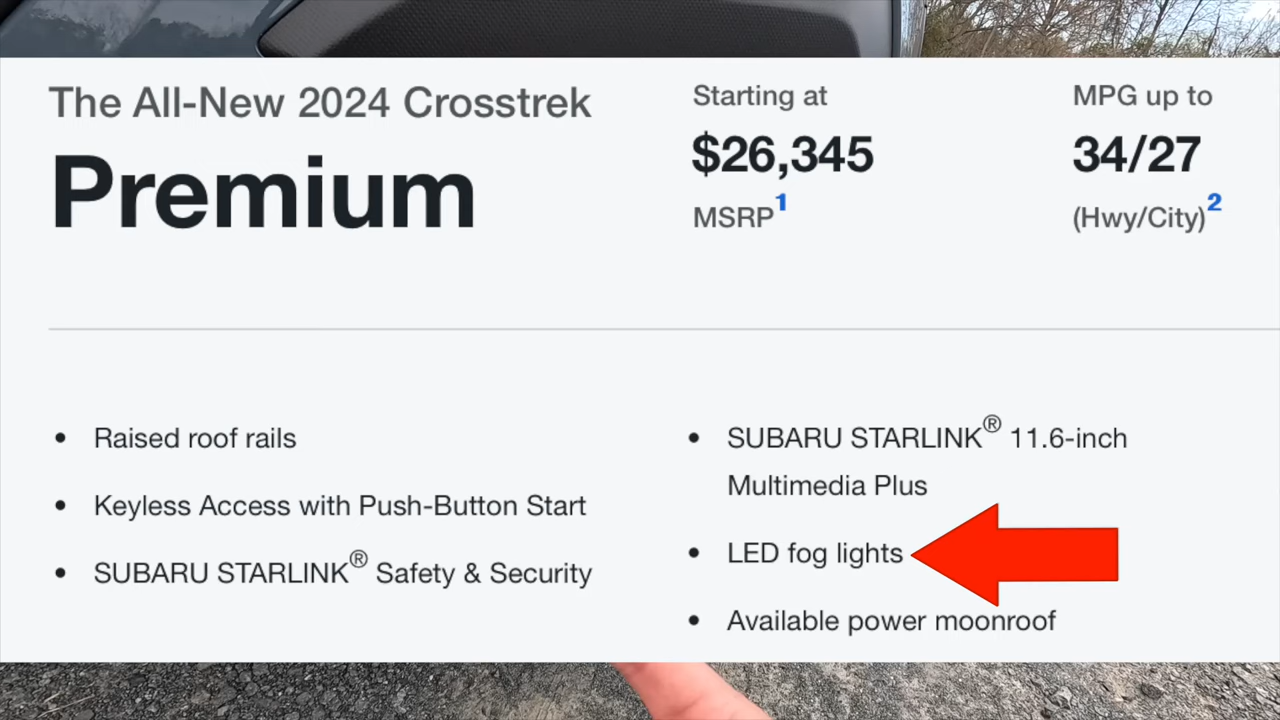 The All-New 2024 Crosstrek
Premium
Starting at
$26,345
MSRP1
MPG up to
34/27
(Hwy/City)2
• Raised roof rails
• Keyless Access with Push-Button Start
• SUBARU STARLINK® Safety & Security
• SUBARU STARLINK® 11.6-inch
Multimedia Plus
• LED fog lights
• Available power moonroof